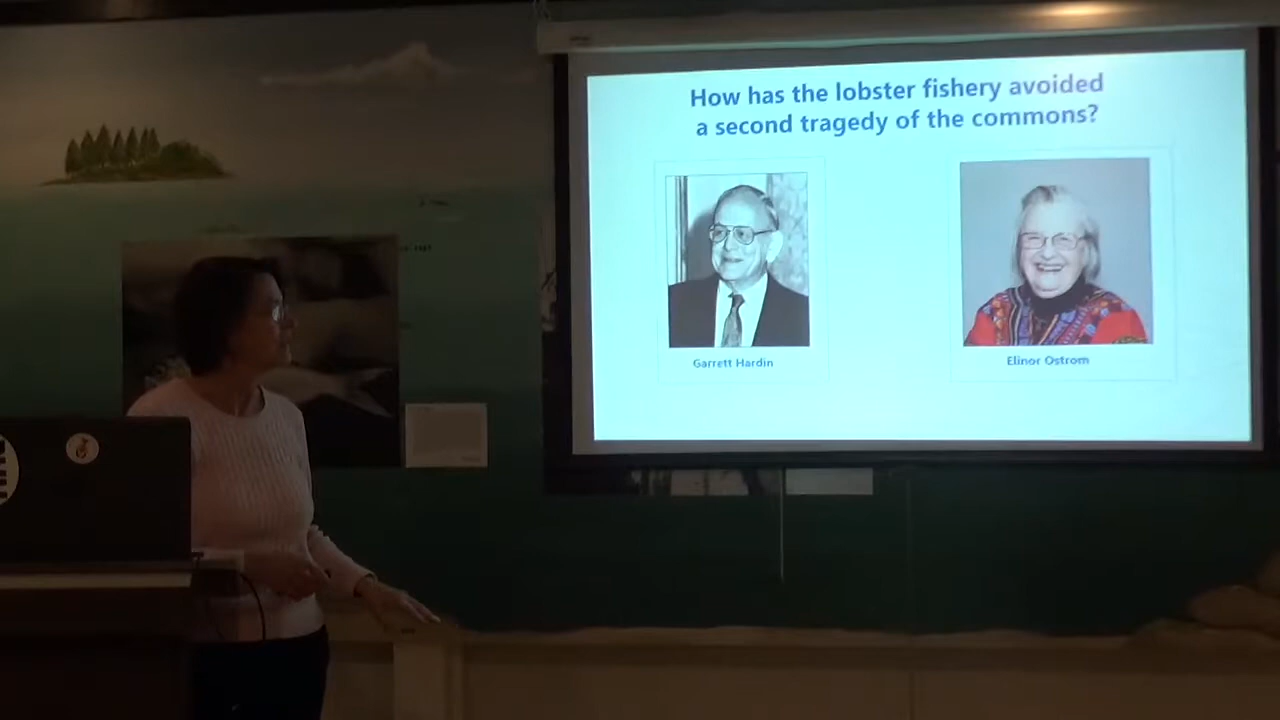 How has the lobster fishery avoided
a second tragedy of the commons?
Garrett Hardin
Elinor Ostrom